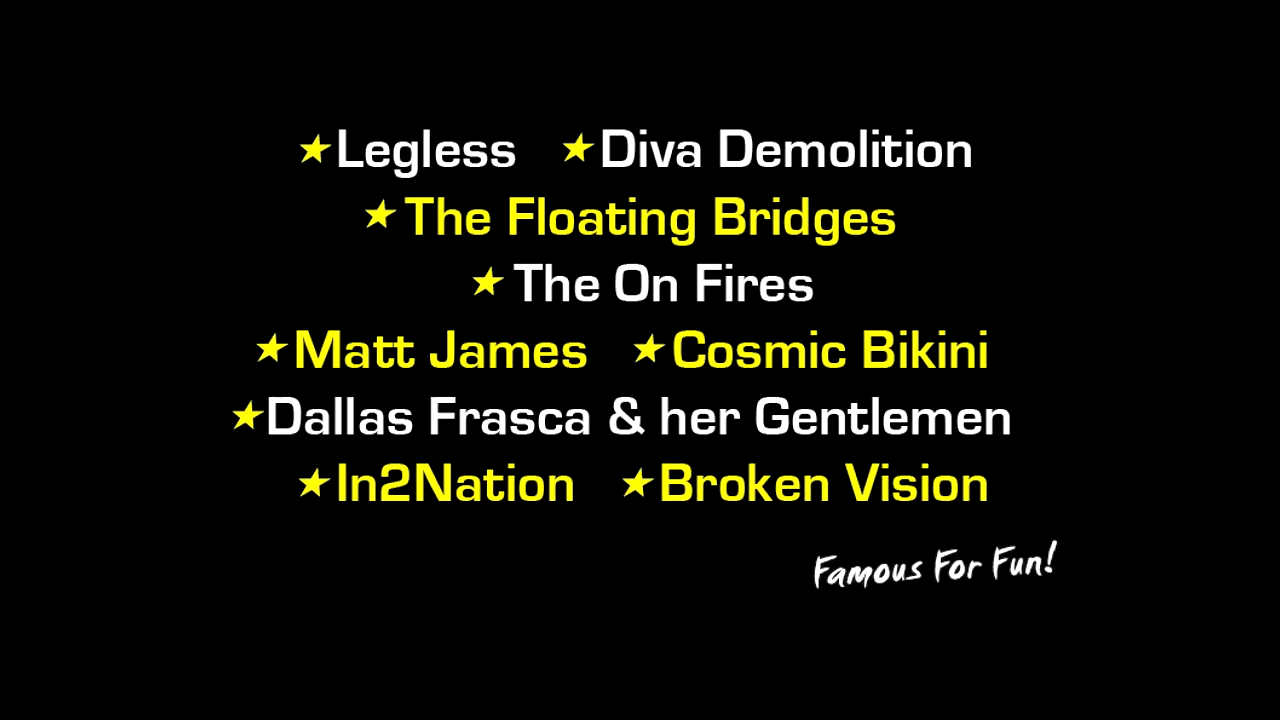 ★Legless ★Diva Demolition
★The Floating Bridges
★The On Fires
★Matt James ★Cosmic Bikini
★Dallas Frasca & her Gentlemen
★In2Nation ★Broken Vision
Famous For Fun!